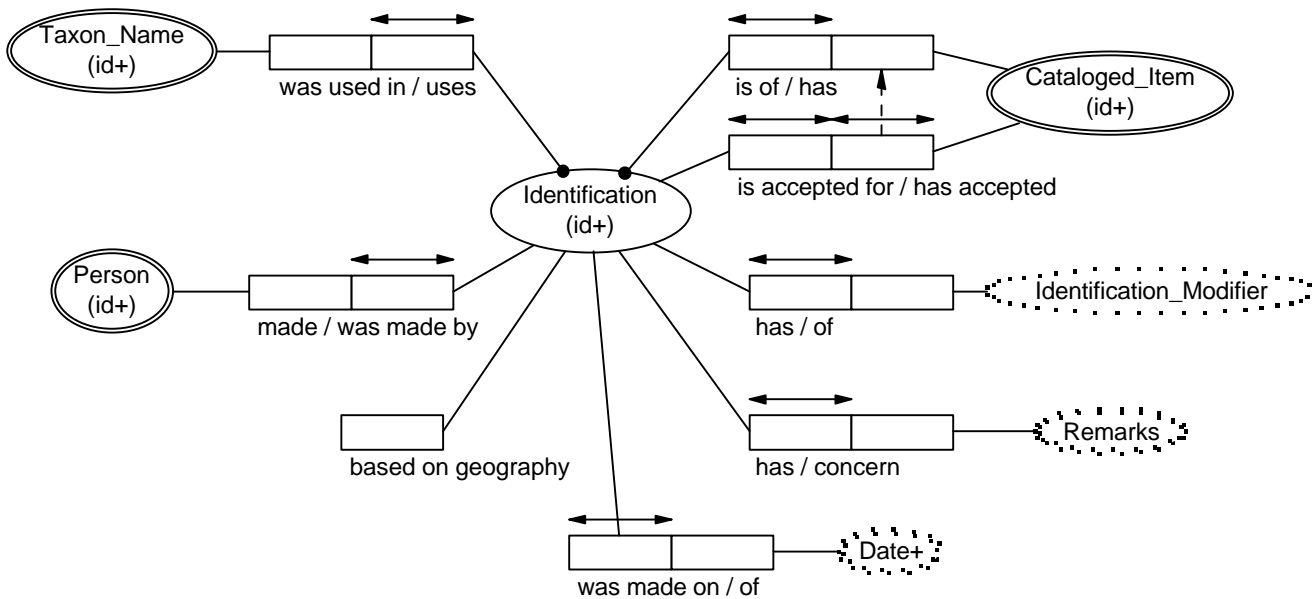 Taxon_Name
(id+)
was used in / uses
is of / has
Cataloged_Item
(id+)
is accepted for / has accepted
Identification
(id+)
Person
(id+)
made / was made by
has / of
Identification_Modifier
based on geography
has / concern
Remarks
was made on / of
Date+